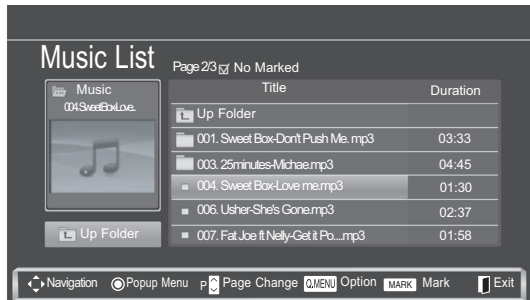 Music List
Page 2/3 No Marked
Music
004.SweetBoxLove..
Up Folder
Title Duration
Up Folder
001. Sweet Box-Don't Push Me. mp3 03:33
003. 25minutes-Michae.mp3 04:45
004. Sweet Box-Love me.mp3 01:30
006. Usher-She's Gone.mp3 02:37
007. Fat Joe ft Nelly-Get it Po....mp3 01:58
Navigation Popup Menu P Page Change Q.MENU Option MARK Mark Exit